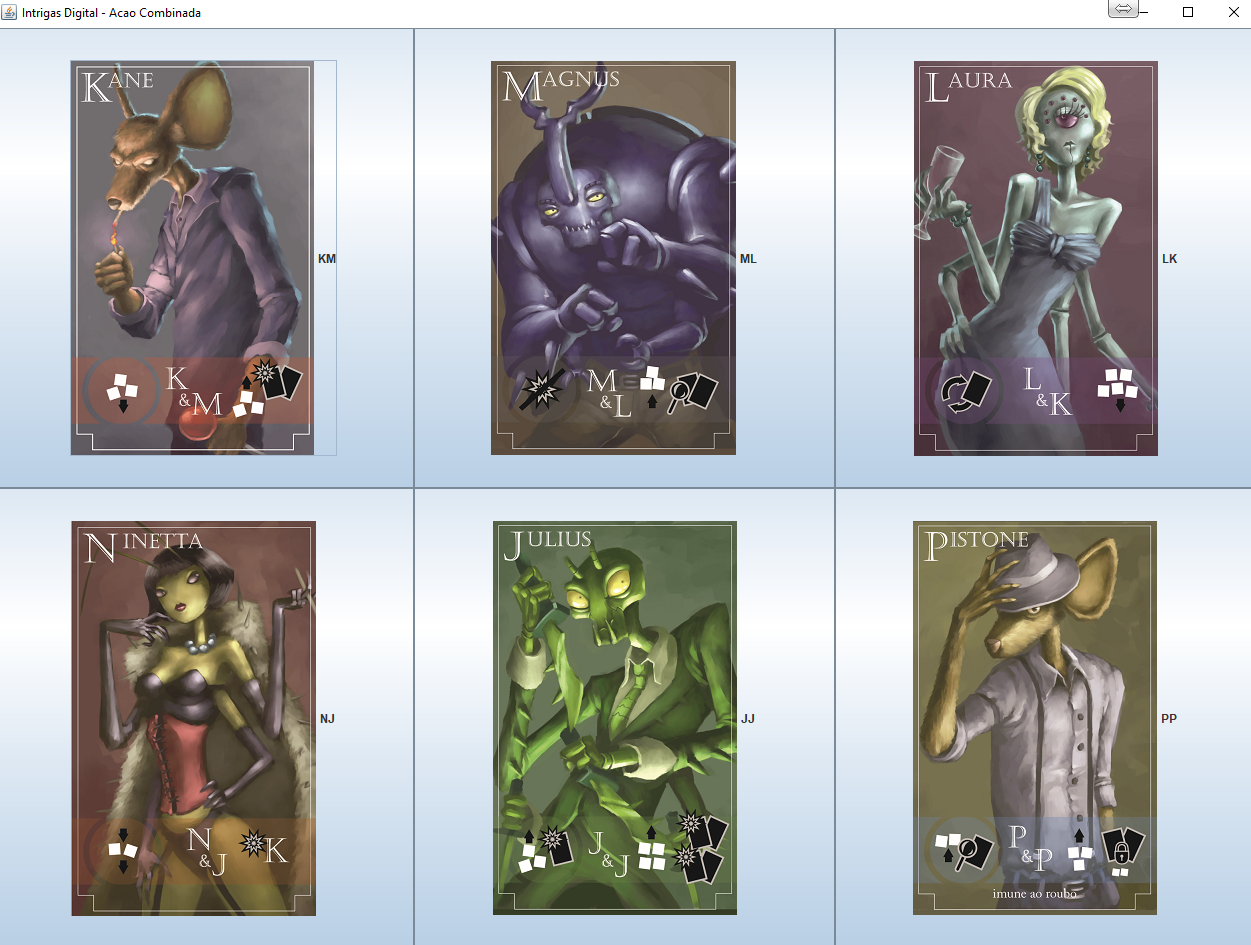 Intrigas Digital - Acao Combinada
KANE
K
&M
KM
MAGNUS
M
&L
ML
LAURA
L
&K
LK
NINETTA
N
&J
K
NJ
JULIUS
J
&J
JJ
PISTONE
P
&P
imune ao roubo
PP